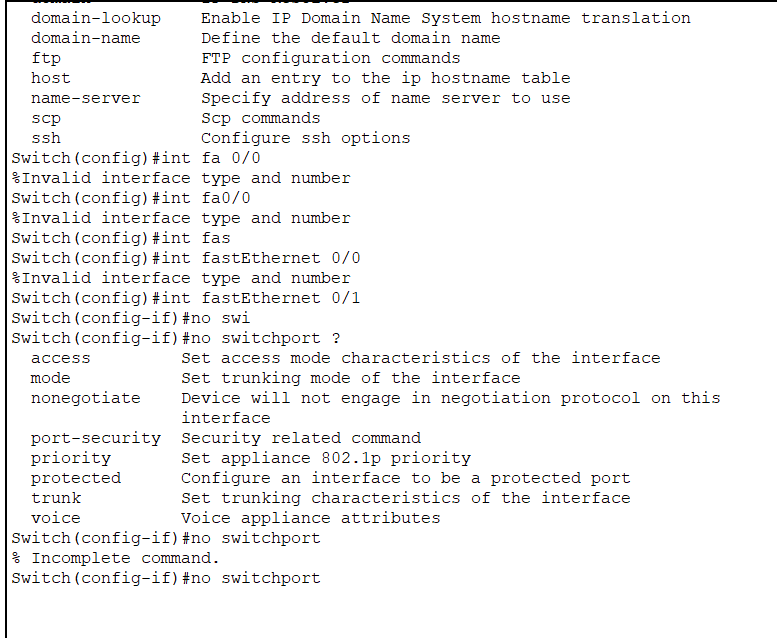 domain-lookup Enable IP Domain Name System hostname translation
domain-name Define the default domain name
ftp FTP configuration commands
host Add an entry to the ip hostname table
name-server Specify address of name server to use
scp Scp commands
ssh Configure ssh options
Switch(config)#int fa 0/0
%Invalid interface type and number
Switch(config)#int fa0/0
%Invalid interface type and number
Switch(config)#int fas
Switch(config)#int fastEthernet 0/0
%Invalid interface type and number
Switch(config)#int fastEthernet 0/1
Switch(config-if)#no swi
Switch(config-if)#no switchport ?
access Set access mode characteristics of the interface
mode Set trunking mode of the interface
nonegotiate Device will not engage in negotiation protocol on this
interface
port-security Security related command
priority Set appliance 802.1p priority
protected Configure an interface to be a protected port
trunk Set trunking characteristics of the interface
voice Voice appliance attributes
Switch(config-if)#no switchport
% Incomplete command.
Switch(config-if)#no switchport